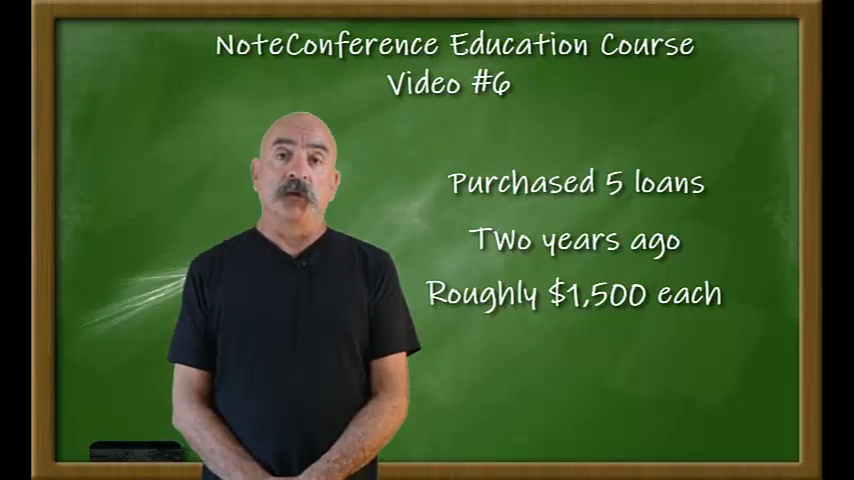 NoteConference Education Course
Video #6
Purchased 5 loans
Two years ago
Roughly $1,500 each